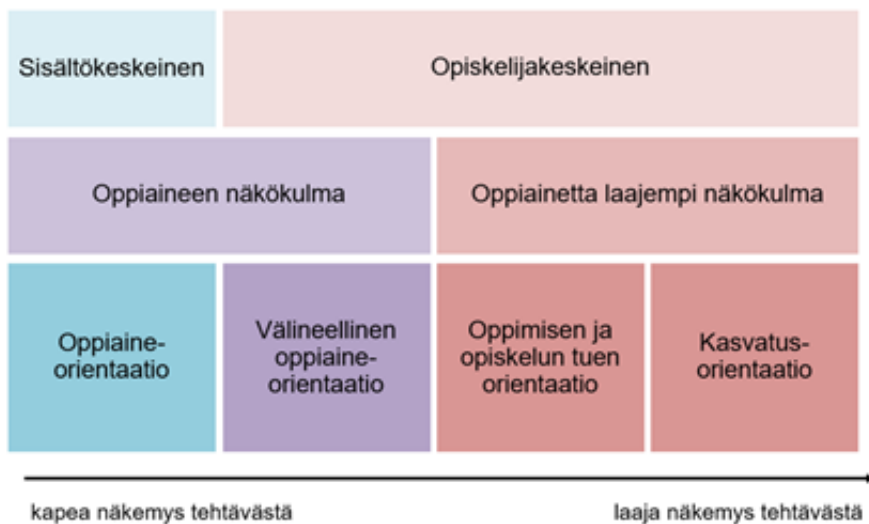 Sisältökeskeinen
Opiskelijakeskeinen
Oppiaineen näkökulma
Oppiainetta laajempi näkökulma
Oppiaine-
orientaatio
Välineellinen
oppiaine-
orientaatio
Oppimisen ja
opiskelun tuen
orientaatio
Kasvatus-
orientaatio
kapea näkemys tehtävästä
laaja näkemys tehtävästä